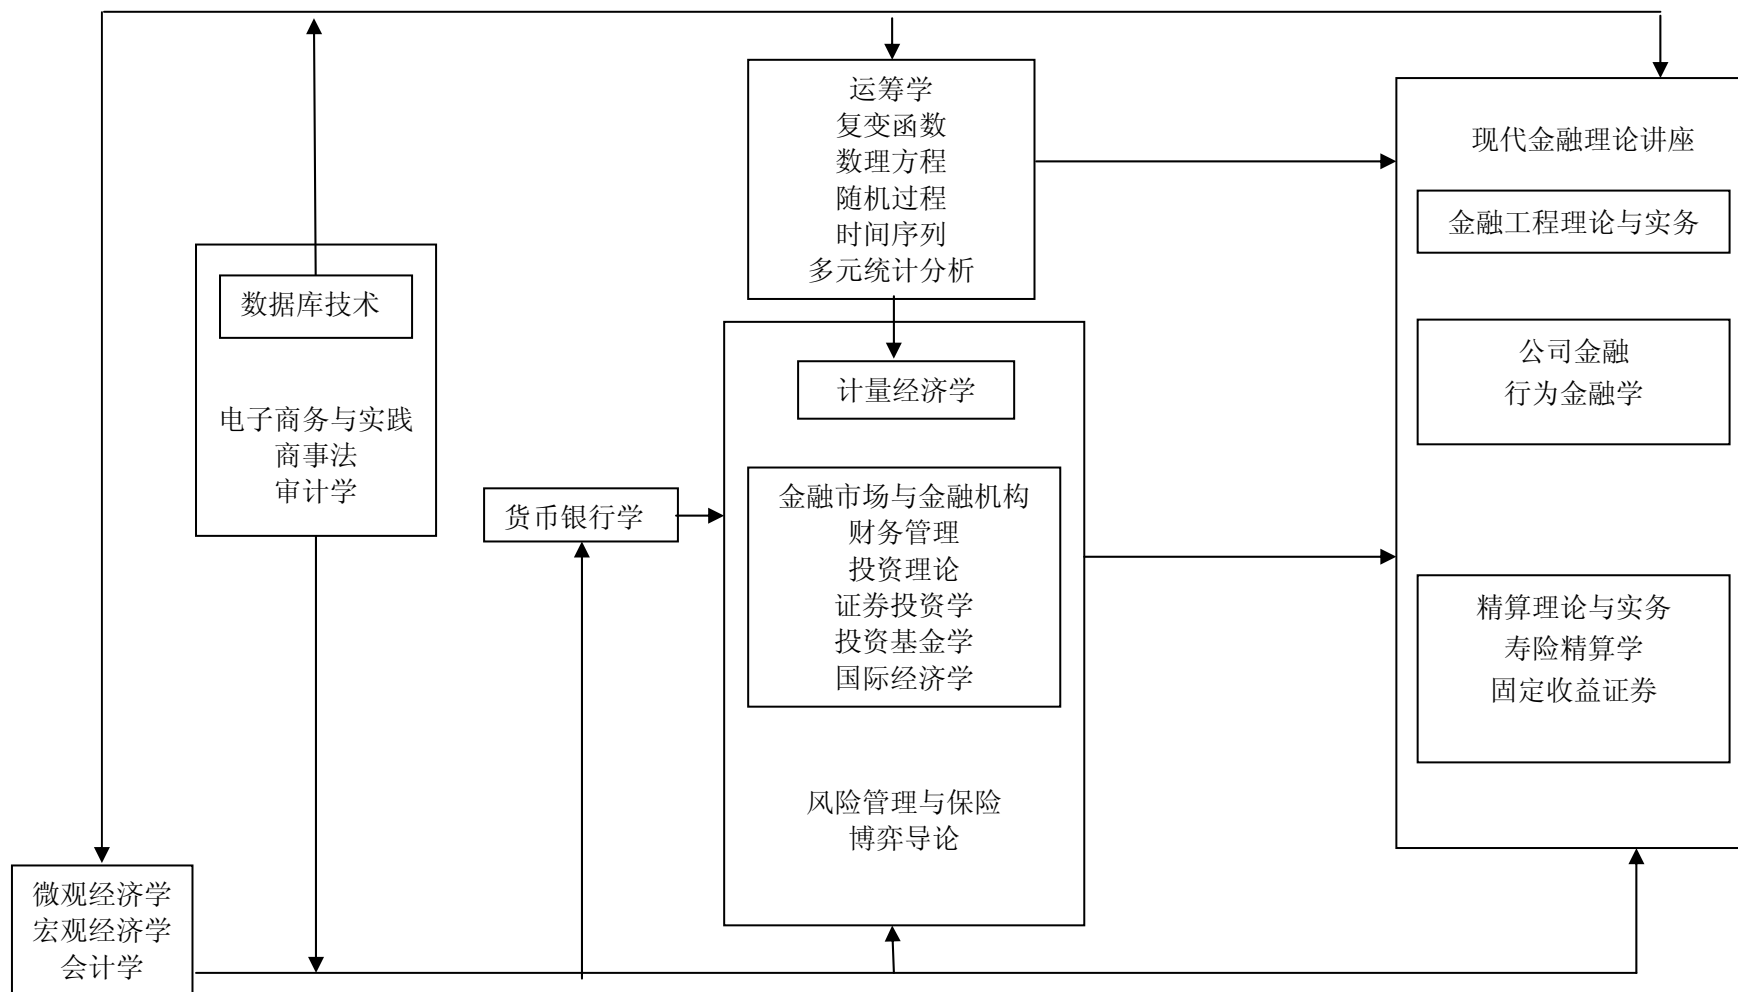 运筹学
复变函数
数理方程
随机过程
时间序列
多元统计分析
现代金融理论讲座
金融工程理论与实务
公司金融
行为金融学
精算理论与实务
寿险精算学
固定收益证券
数据库技术
电子商务与实践
商事法
审计学
货币银行学
计量经济学
金融市场与金融机构
财务管理
投资理论
证券投资学
投资基金学
国际经济学
风险管理与保险
博弈导论
微观经济学
宏观经济学
会计学